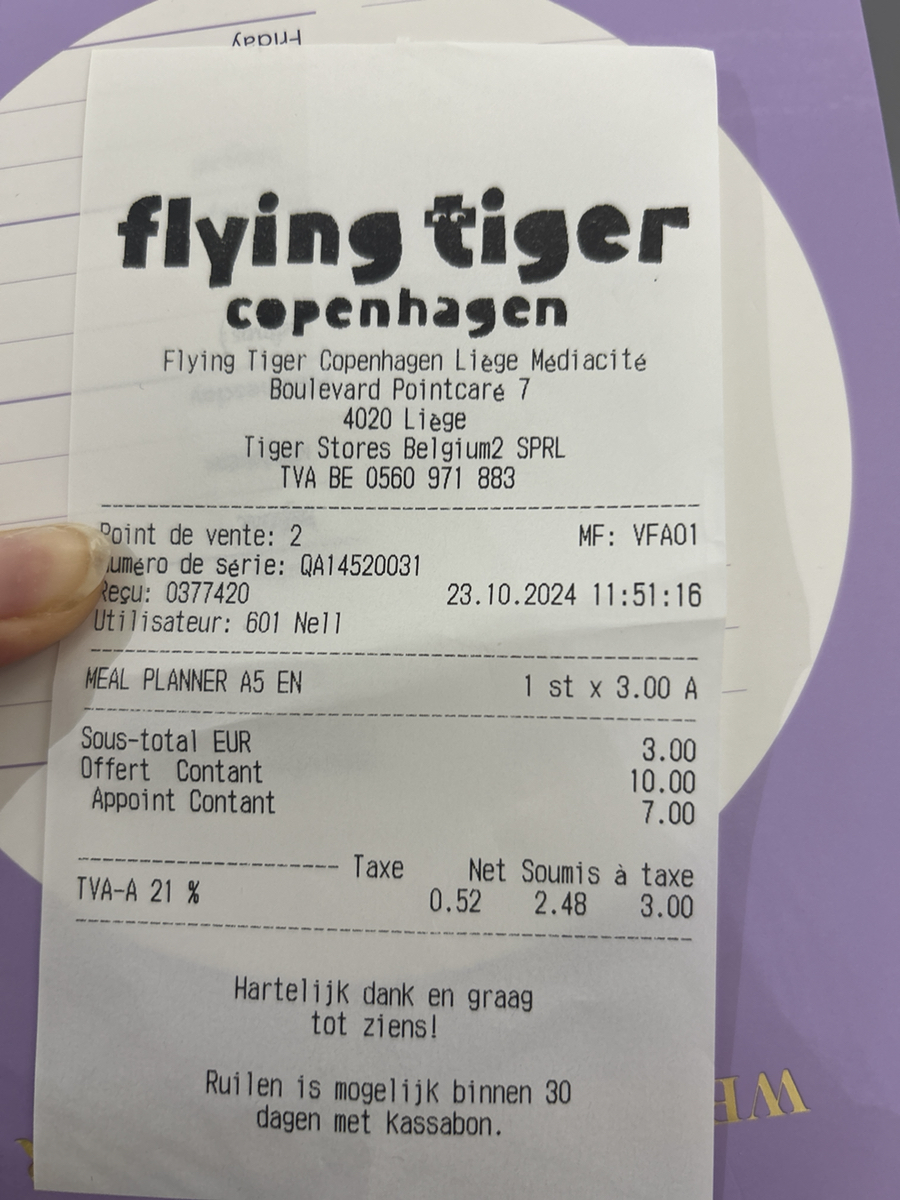 Friday
flying tiger
copenhagen
Flying Tiger Copenhagen Liège Médiacité
Boulevard Pointcaré 7
4020 Liège
Tiger Stores Belgium2 SPRL
TVA BE 0560 971 883
Point de vente: 2 MF: VFA01
uméro de série: QA14520031
Reçu: 0377420 23.10.2024 11:51:16
Utilisateur: 601 Nell
MEAL PLANNER A5 EN 1 st x 3.00 A
Sous-total EUR 3.00
Offert Contant 10.00
Appoint Contant 7.00
Taxe Net Soumis à taxe
TVA-A 21 % 0.52 2.48 3.00
Hartelijk dank en graag
tot ziens!
Ruilen is mogelijk binnen 30
dagen met Kassabon.